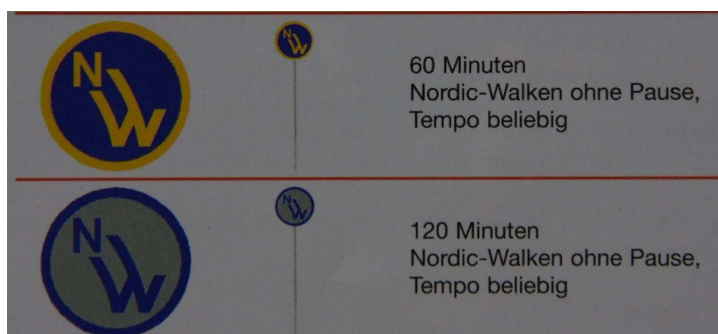 NW
NW
60 Minuten
Nordic-Walken ohne Pause,
Tempo beliebig
NW
NW
120 Minuten
Nordic-Walken ohne Pause,
Tempo beliebig